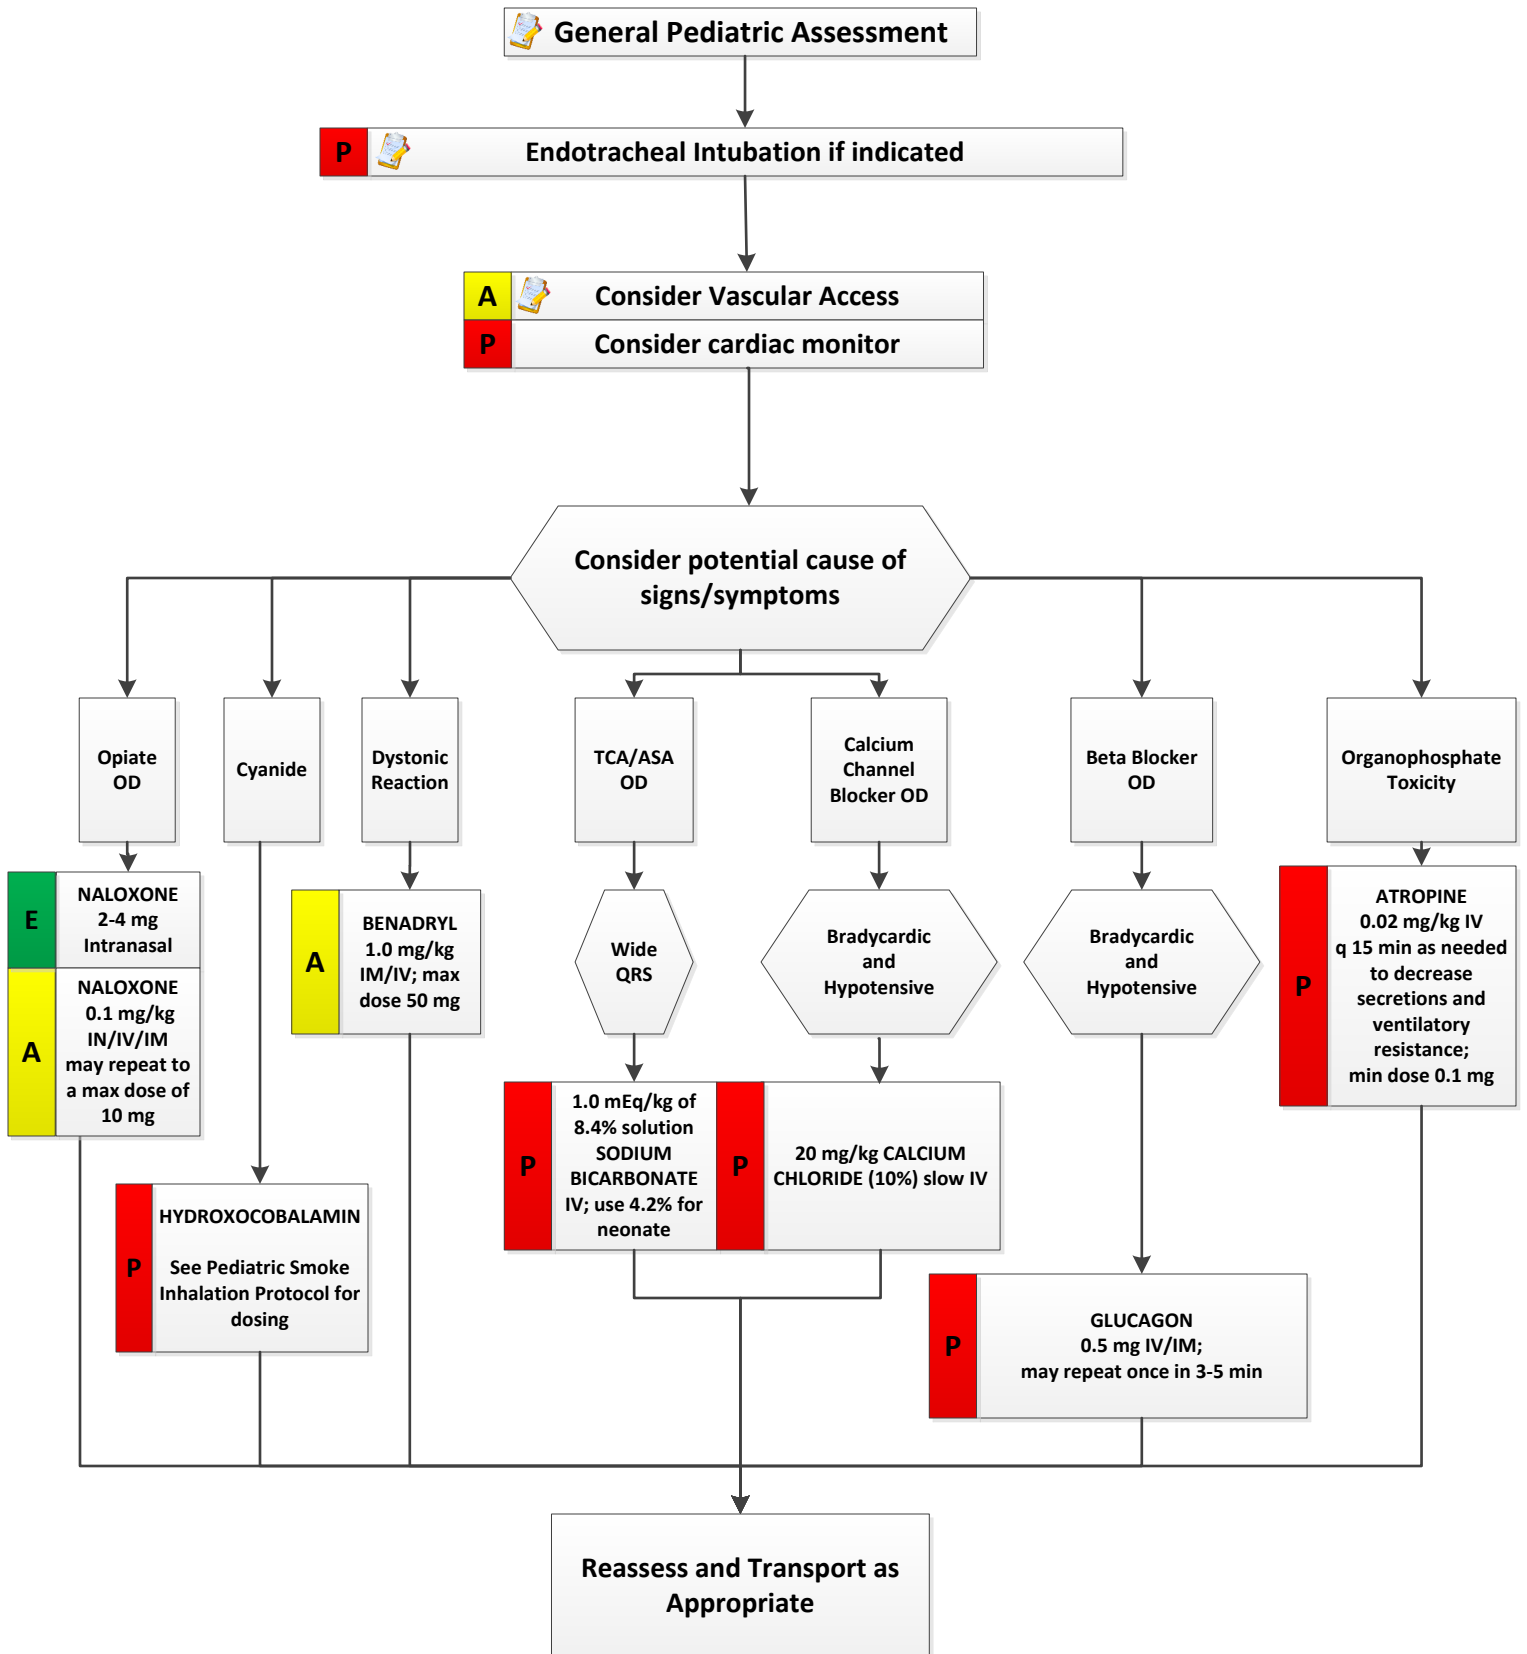 General Pediatric Assessment
P
Endotracheal Intubation if indicated
A
Consider Vascular Access
P
Consider cardiac monitor
Consider potential cause of
signs/symptoms
Opiate
OD
Cyanide
Dystonic
Reaction
TCA/ASA
OD
Calcium
Channel
Blocker OD
Beta Blocker
OD
Organophosphate
Toxicity
E
NALOXONE
2-4 mg
Intranasal
A
NALOXONE
0.1 mg/kg
IN/IV/IM
may repeat to
a max dose of
10 mg
P
HYDROXOCOBALAMIN
See Pediatric Smoke
Inhalation Protocol for
dosing
A
BENADRYL
1.0 mg/kg
IM/IV; max
dose 50 mg
Wide
QRS
P
1.0 mEq/kg of
8.4% solution
SODIUM
BICARBONATE
IV; use 4.2% for
neonate
Bradycardic
and
Hypotensive
P
20 mg/kg CALCIUM
CHLORIDE (10%) slow IV
Bradycardic
and
Hypotensive
P
GLUCAGON
0.5 mg IV/IM;
may repeat once in 3-5 min
P
ATROPINE
0.02 mg/kg IV
q 15 min as needed
to decrease
secretions and
ventilatory
resistance;
min dose 0.1 mg
Reassess and Transport as
Appropriate